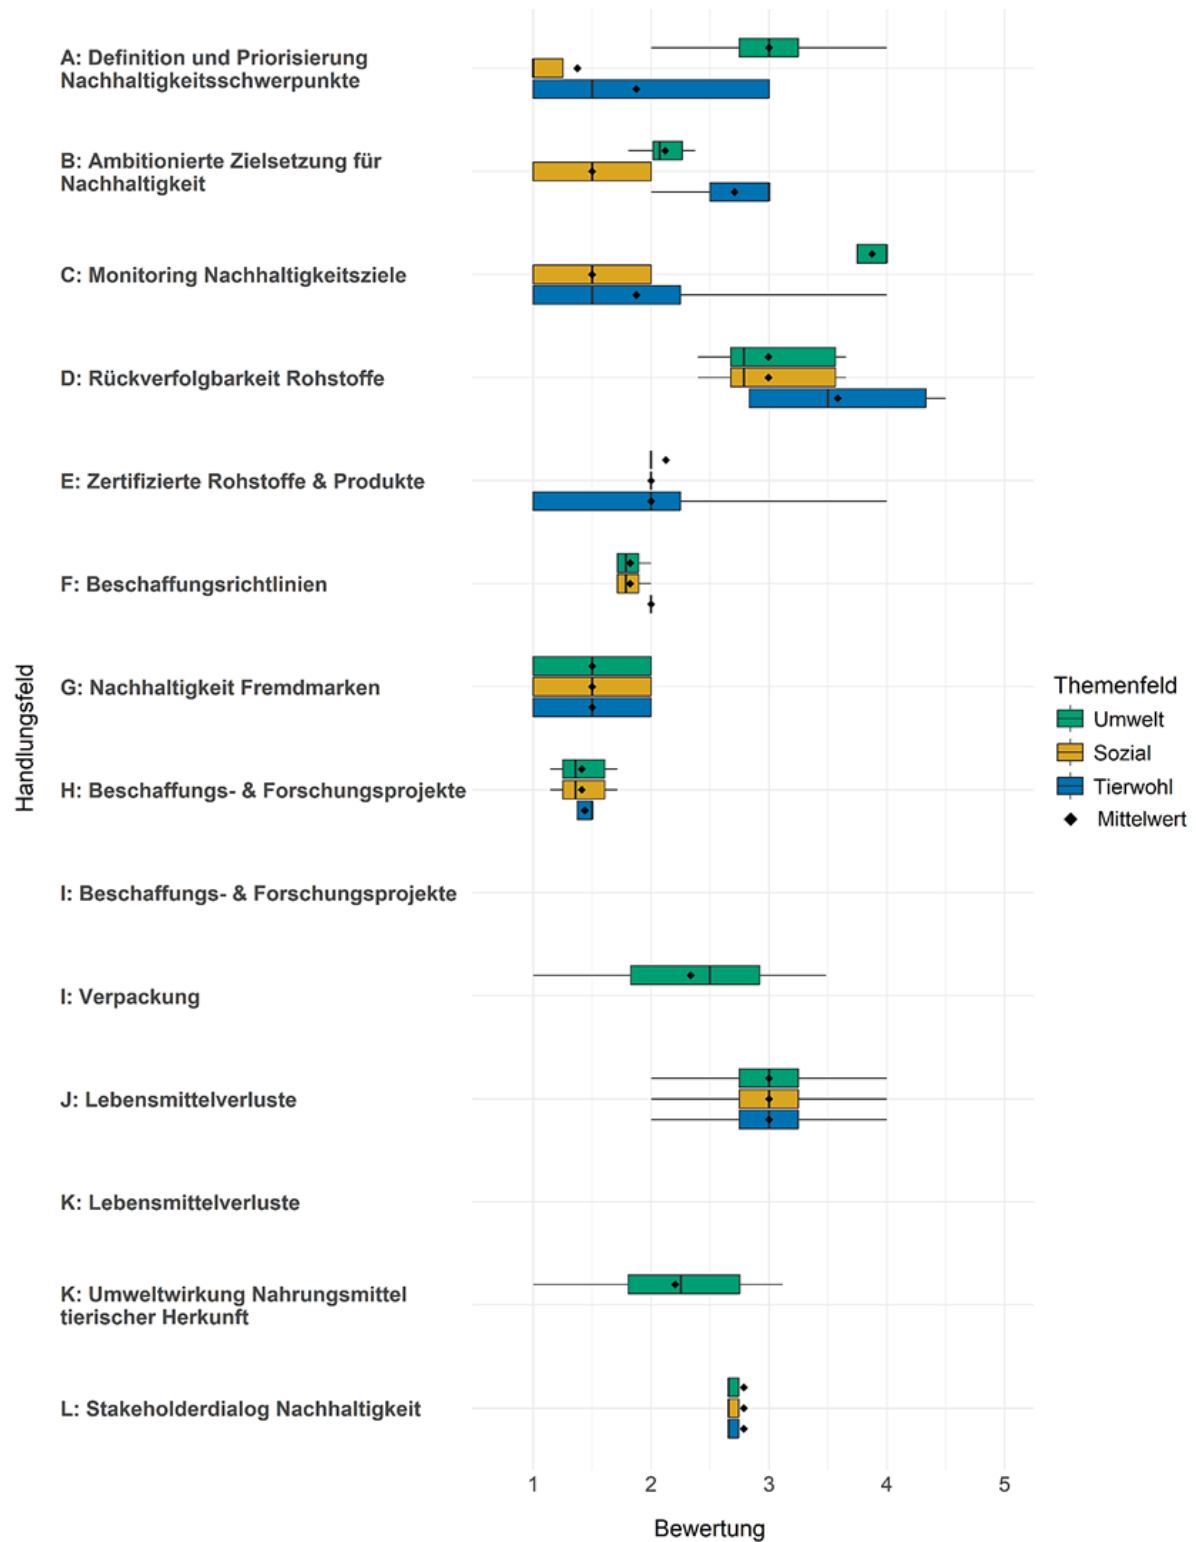 A: Definition und Priorisierung
Nachhaltigkeitsschwerpunkte
B: Ambitionierte Zielsetzung für
Nachhaltigkeit
C: Monitoring Nachhaltigkeitsziele
D: Rückverfolgbarkeit Rohstoffe
E: Zertifizierte Rohstoffe & Produkte
F: Beschaffungsrichtlinien
G: Nachhaltigkeit Fremdmarken
H: Beschaffungs- & Forschungsprojekte
I: Beschaffungs- & Forschungsprojekte
I: Verpackung
J: Lebensmittelverluste
K: Lebensmittelverluste
K: Umweltwirkung Nahrungsmittel
tierischer Herkunft
L: Stakeholderdialog Nachhaltigkeit
Handlungsfeld
1 2 3 4 5
Bewertung
Themenfeld
Umwelt
Sozial
Tierwohl
Mittelwert